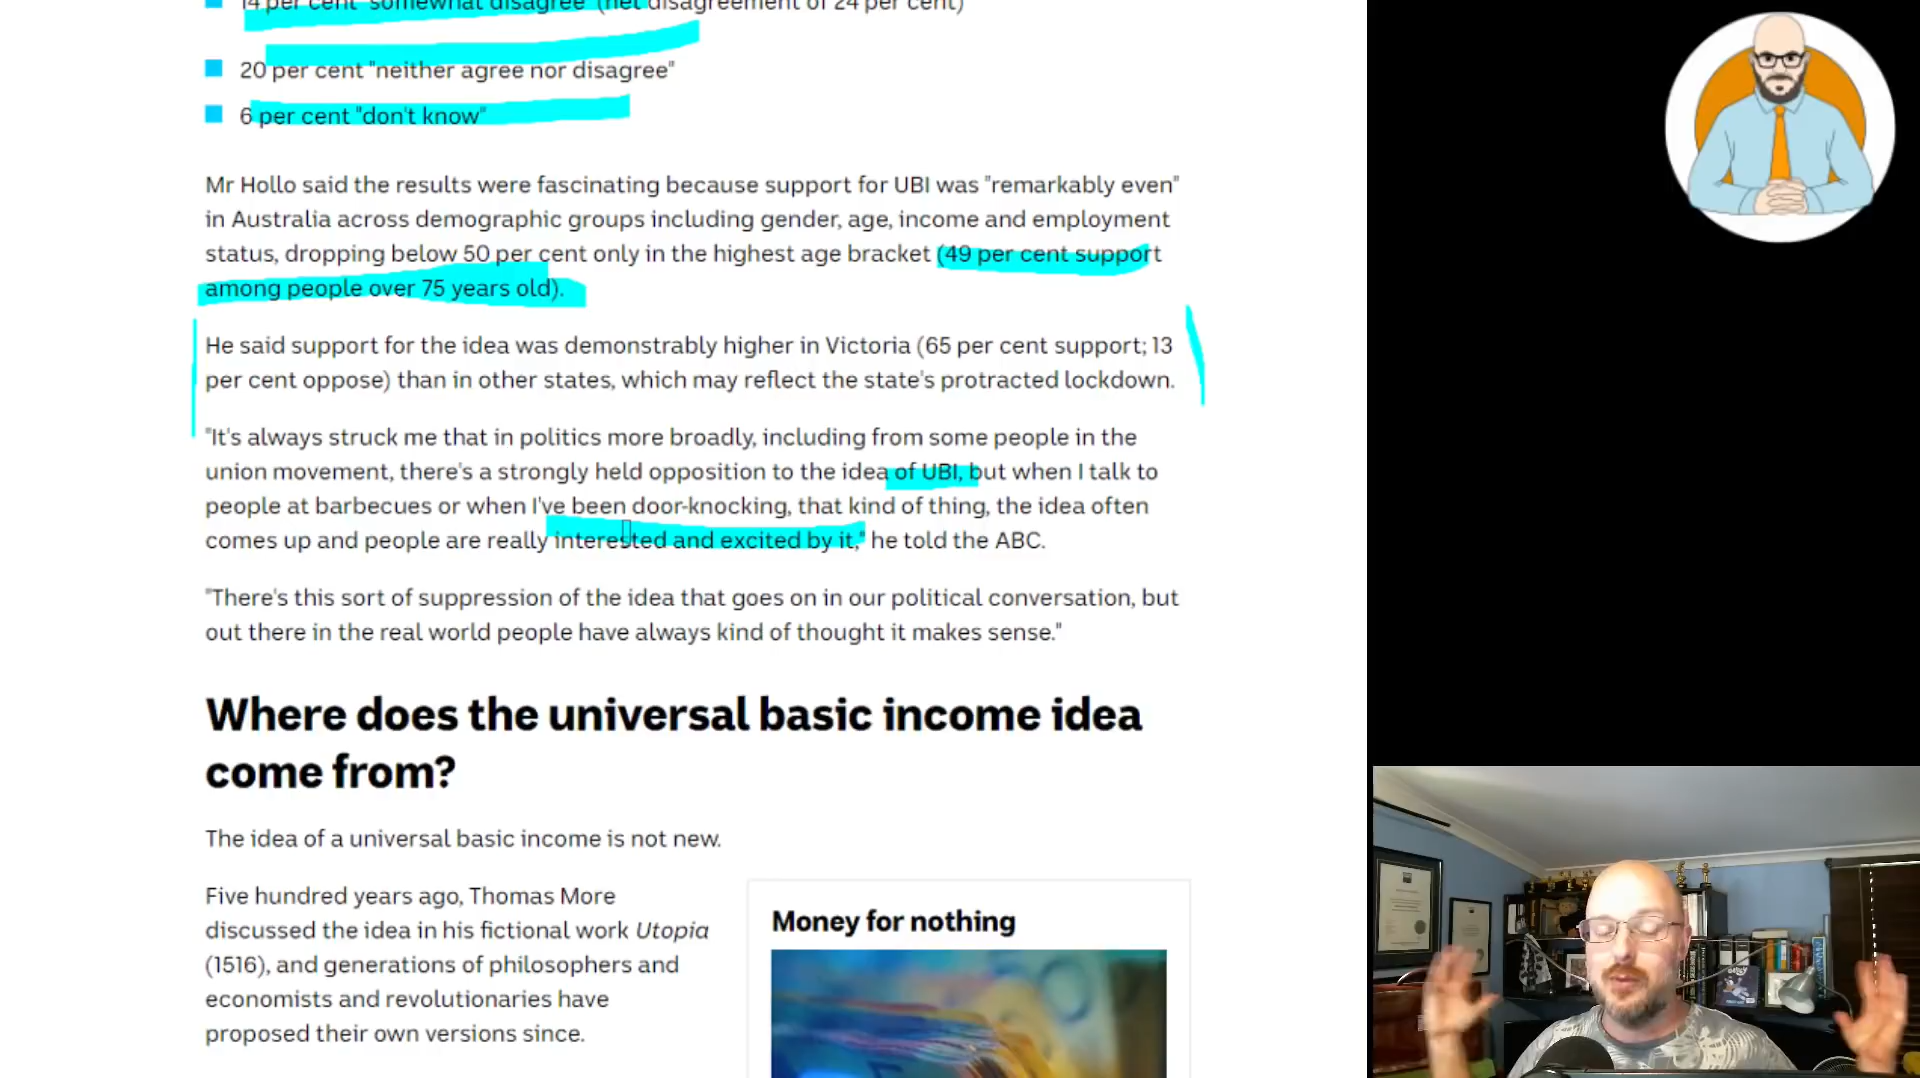 14 per cent "somewhat disagree" (net disagreement of 24 per cent)
20 per cent "neither agree nor disagree"
6 per cent "don't know"
Mr Hollo said the results were fascinating because support for UBI was "remarkably even"
in Australia across demographic groups including gender, age, income and employment
status, dropping below 50 per cent only in the highest age bracket (49 per cent support
among people over 75 years old).
He said support for the idea was demonstrably higher in Victoria (65 per cent support; 13
per cent oppose) than in other states, which may reflect the state's protracted lockdown.
"It's always struck me that in politics more broadly, including from some people in the
union movement, there's a strongly held opposition to the idea of UBI, but when I talk to
people at barbecues or when I've been door-knocking, that kind of thing, the idea often
comes up and people are really interested and excited by it," he told the ABC.
"There's this sort of suppression of the idea that goes on in our political conversation, but
out there in the real world people have always kind of thought it makes sense."
Where does the universal basic income idea
come from?
The idea of a universal basic income is not new.
Five hundred years ago, Thomas More
discussed the idea in his fictional work Utopia
(1516), and generations of philosophers and
economists and revolutionaries have
proposed their own versions since.
Money for nothing